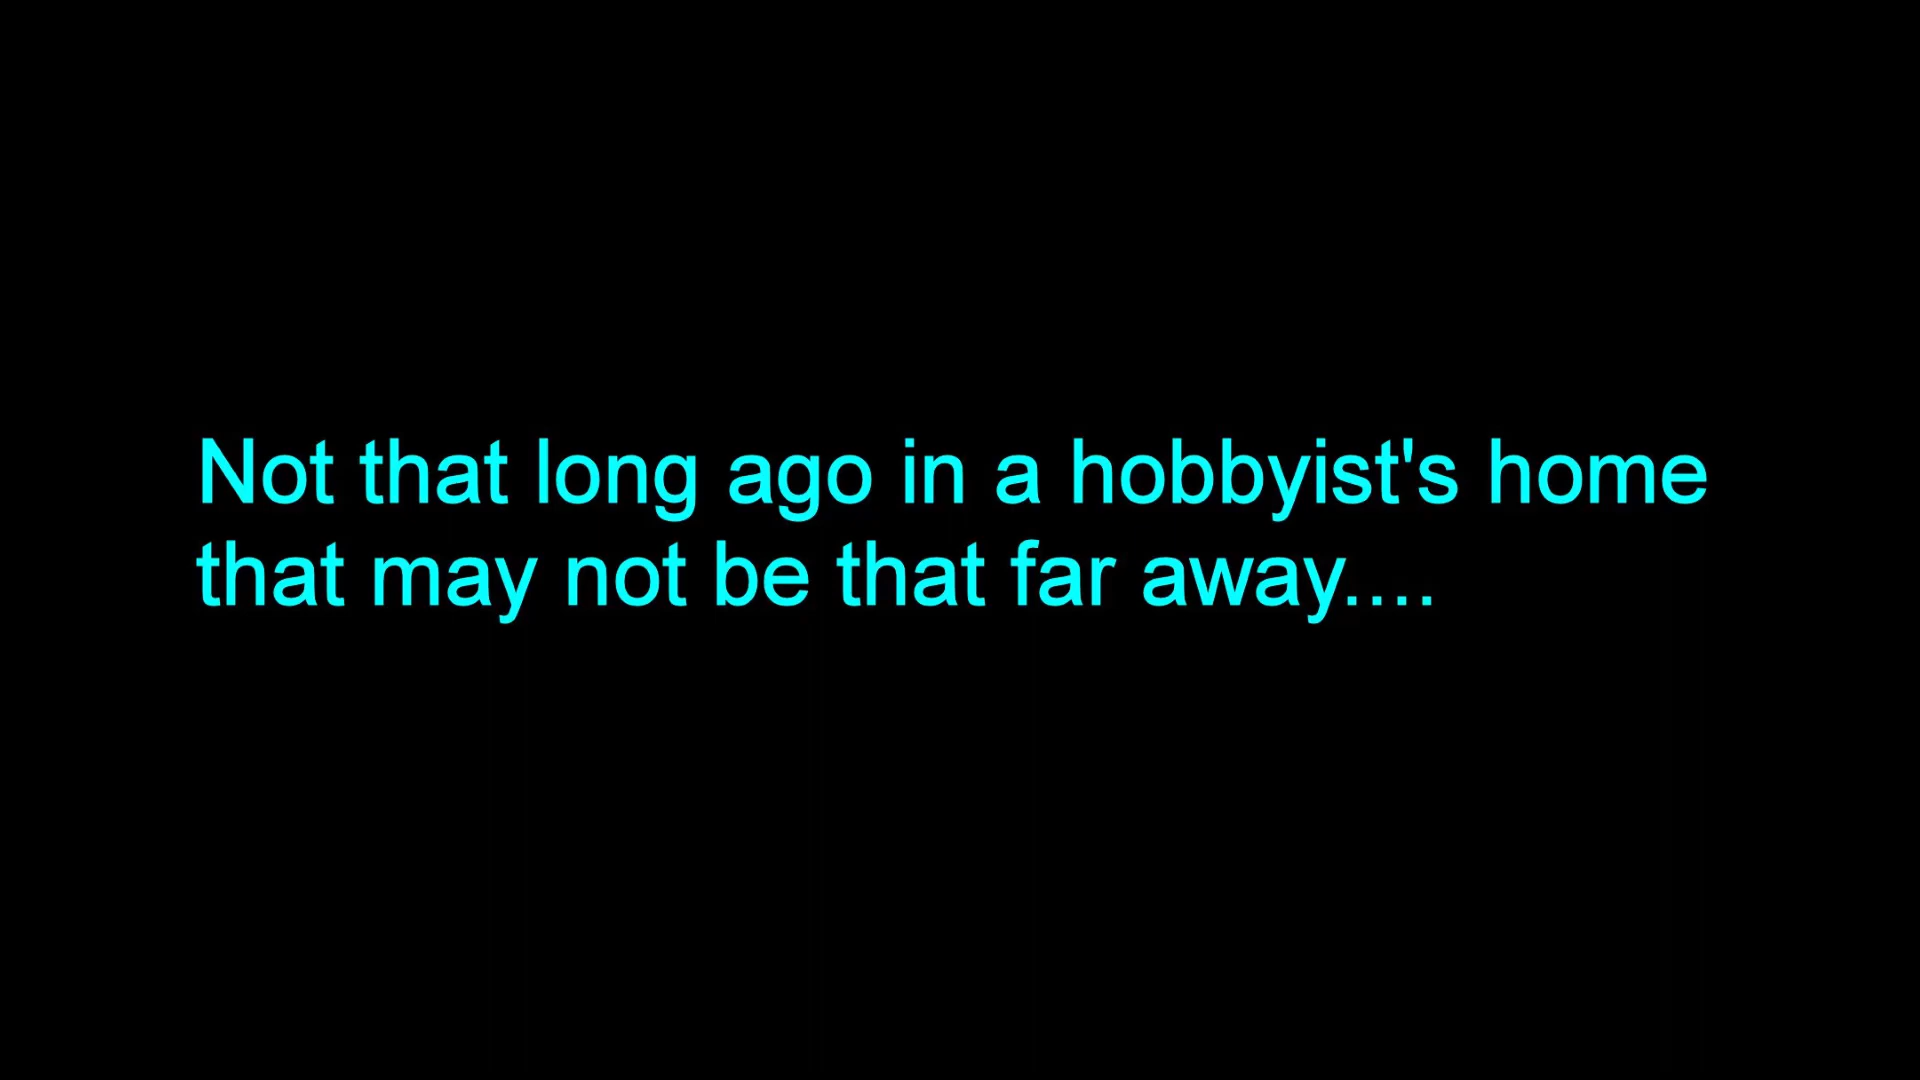 Not that long ago in a hobbyist's home
that may not be that far away....